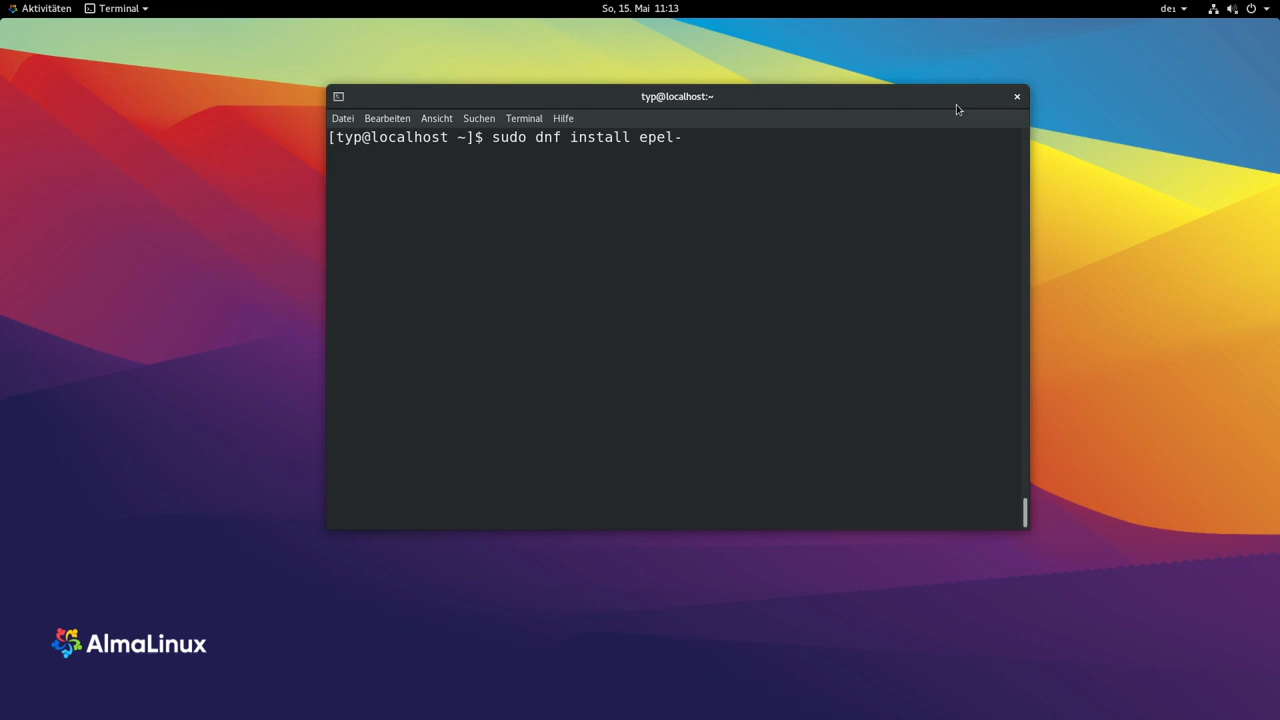 Aktivitäten Terminal So, 15. Mai 11:13 de₁
typ@localhost:~
Datei Bearbeiten Ansicht Suchen Terminal Hilfe
[typ@localhost ~]$ sudo dnf install epel-
AlmaLinux